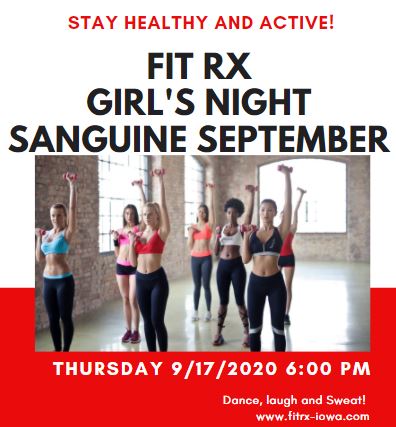 STAY HEALTHY AND ACTIVE!
FIT RX
GIRL'S NIGHT
SANGUINE SEPTEMBER
THURSDAY 9/17/2020 6:00 PM
Dance, laugh and Sweat!
www.fitrx-iowa.com